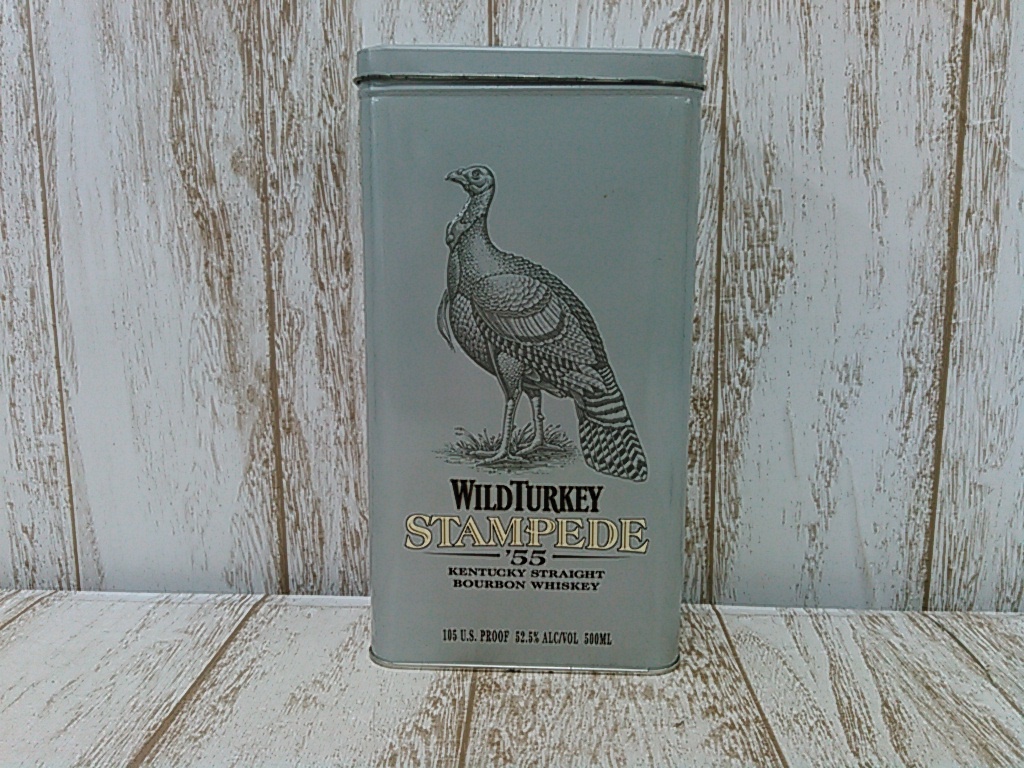 WILD TURKEY
STAMPEDE
'55
KENTUCKY STRAIGHT
BOURBON WHISKEY
105 U.S. PROOF 52.5% ALC/VOL 500ML